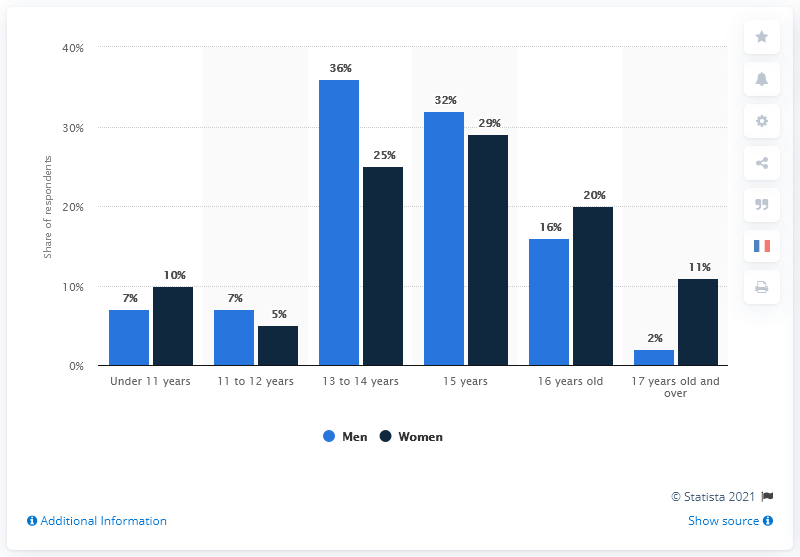 40%
30%
20%
10%
0%
Share of respondents
7%
10%
7%
5%
36%
25%
32%
29%
16%
20%
2%
11%
Under 11 years
11 to 12 years
13 to 14 years
15 years
16 years old
17 years old and
over
Men
Women
© Statista 2021
Additional Information
Show source